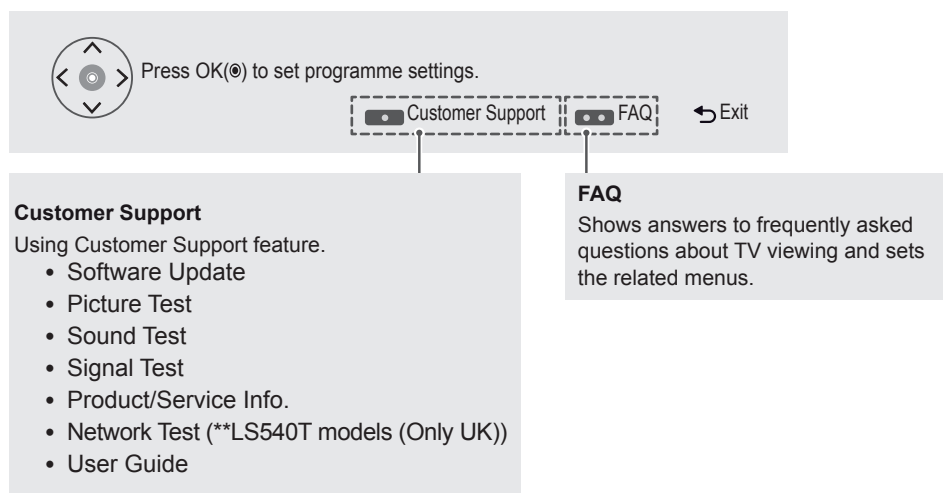 Press OK(◉) to set programme settings.
Customer Support FAQ Exit
Customer Support
Using Customer Support feature.
• Software Update
• Picture Test
• Sound Test
• Signal Test
• Product/Service Info.
• Network Test (**LS540T models (Only UK))
• User Guide
FAQ
Shows answers to frequently asked
questions about TV viewing and sets
the related menus.